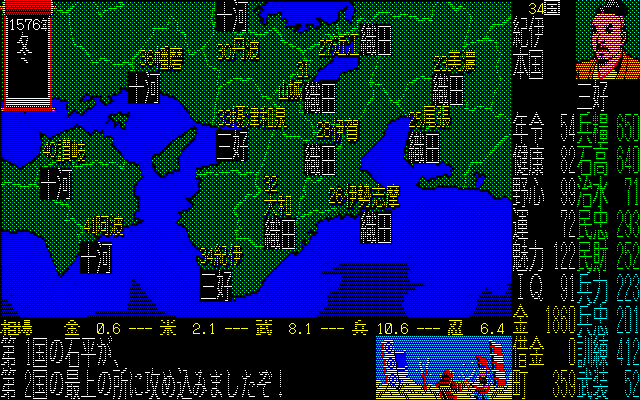 1576年
冬
十河
30丹波
38播磨
十河
27近江
織田
23美濃
織田
31
山城
織田
33摂津和泉
三好
28伊賀
織田
25尾張
織田
40讃岐
十河
32
大和
織田
26伊勢志摩
織田
41阿波
十河
34紀伊
三好
34国
紀伊
本国
三好
年令 54 兵糧 650
健康 82 石高 640
野心 99 治水 71
運 72 民忠 298
魅力 122 民財 252
IQ 91 兵力 223
金 1880 兵忠 201
借金 0 訓練 412
町 359 武装 52
相場 金 0.6 --- 米 2.1 --- 武 8.1 --- 兵 10.6 --- 忍 6.4
第 1国の石平が、
第 2国の最上の所に攻め込みましたぞ!